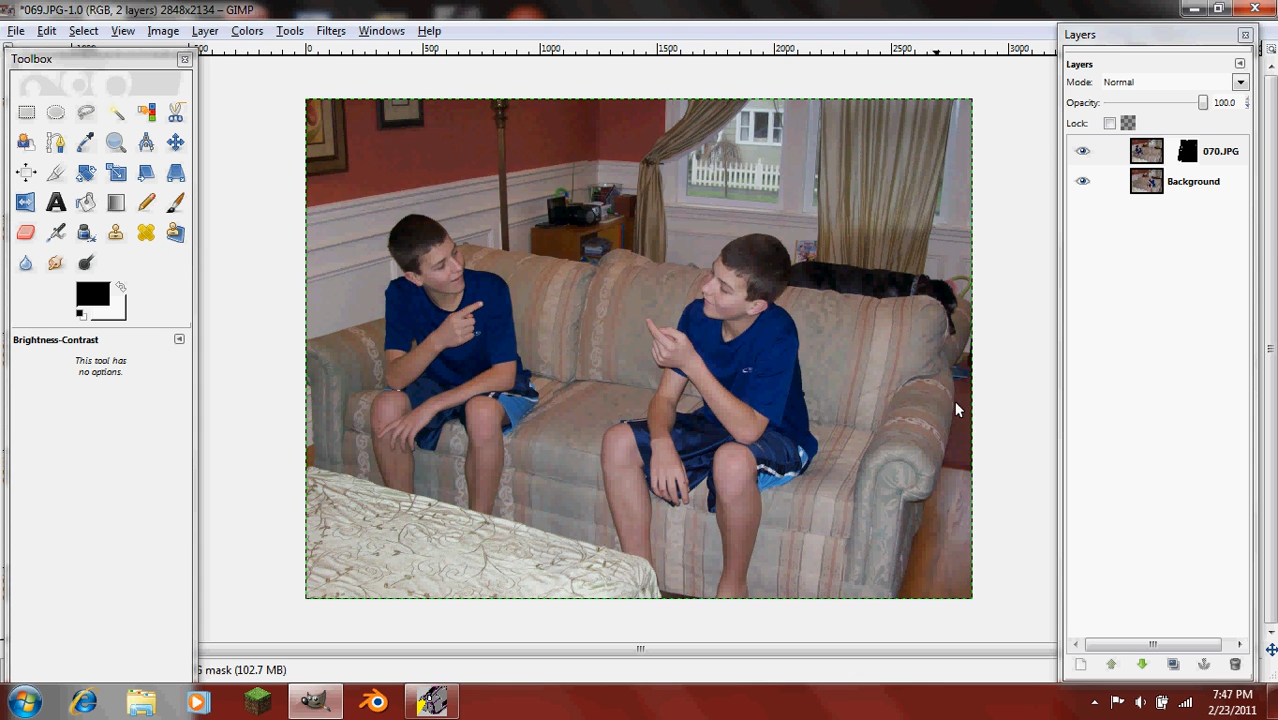 *069.JPG-1.0 (RGB, 2 layers) 2848x2134 – GIMP
File Edit Select View Image Layer Colors Tools Filters Windows Help
500 1000 1500 2000 2500 3000
0
Toolbox
Brightness-Contrast
This tool has
no options.
Layers
Layers
Mode: Normal
Opacity: 100.0
Lock:
070.JPG
Background
G mask (102.7 MB)
7:47 PM
2/23/2011